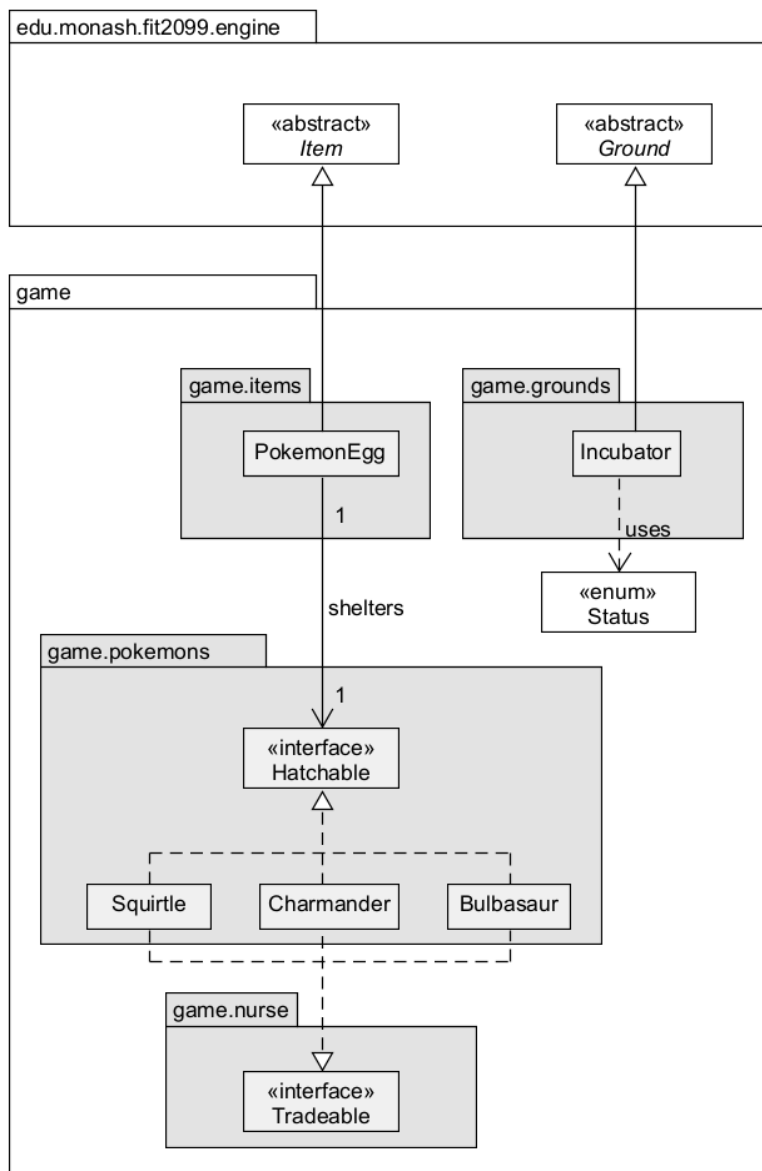 edu.monash.fit2099.engine
«abstract»
Item
«abstract»
Ground
game
game.items
game.grounds
PokemonEgg
Incubator
1
uses
«enum»
Status
shelters
game.pokemons
1
«interface»
Hatchable
Squirtle
Charmander
Bulbasaur
game.nurse
«interface»
Tradeable